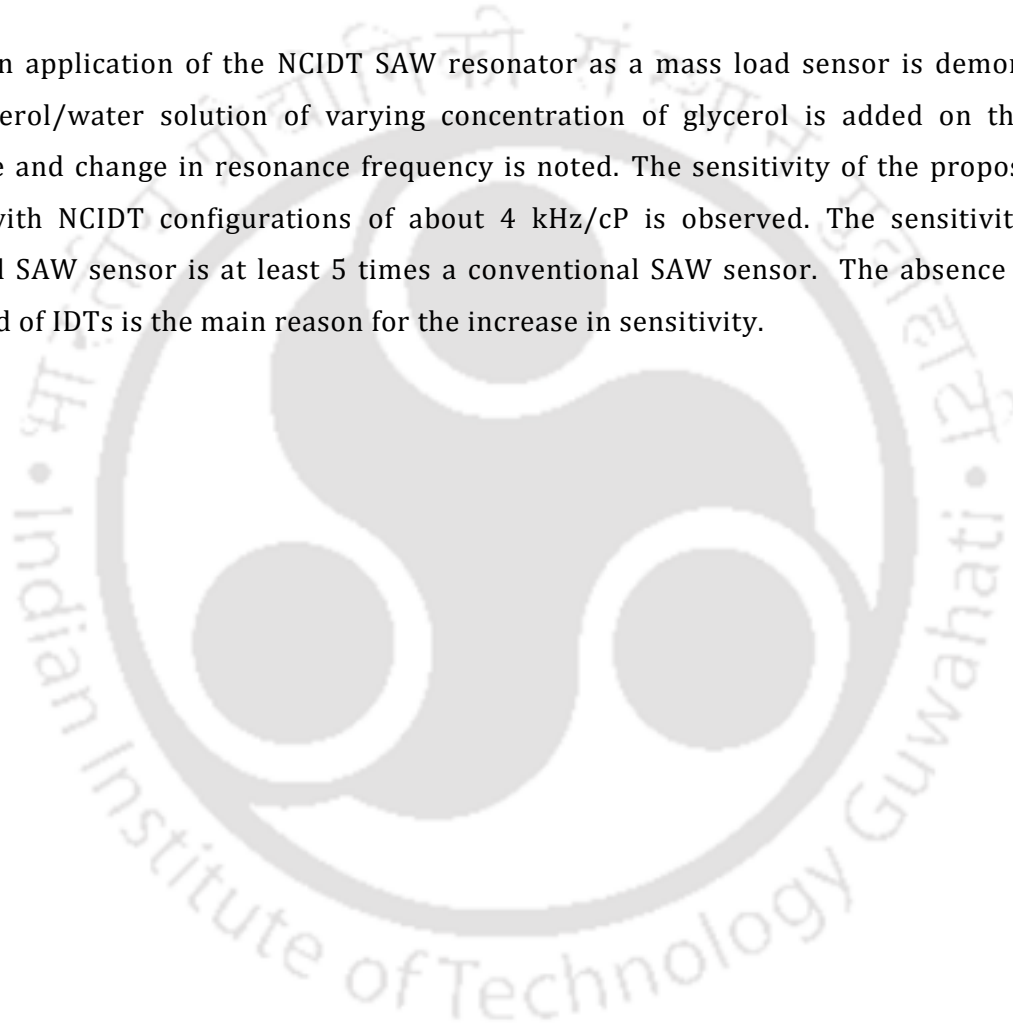 n application of the NCIDT SAW resonator as a mass load sensor is demon
erol/water solution of varying concentration of glycerol is added on th
e and change in resonance frequency is noted. The sensitivity of the propos
with NCIDT configurations of about 4 kHz/cP is observed. The sensitivit
l SAW sensor is at least 5 times a conventional SAW sensor. The absence
d of IDTs is the main reason for the increase in sensitivity.
Indian Institute of Technology Guwahati